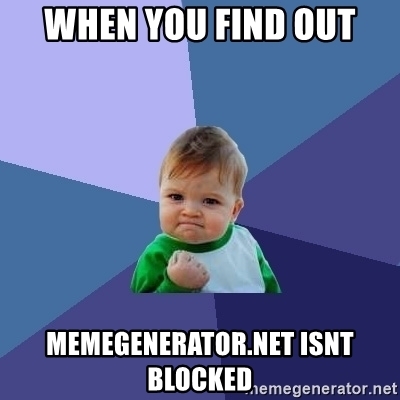 WHEN YOU FIND OUT
MEMEGENERATOR.NET ISNT
BLOCKED
memegenerator.net